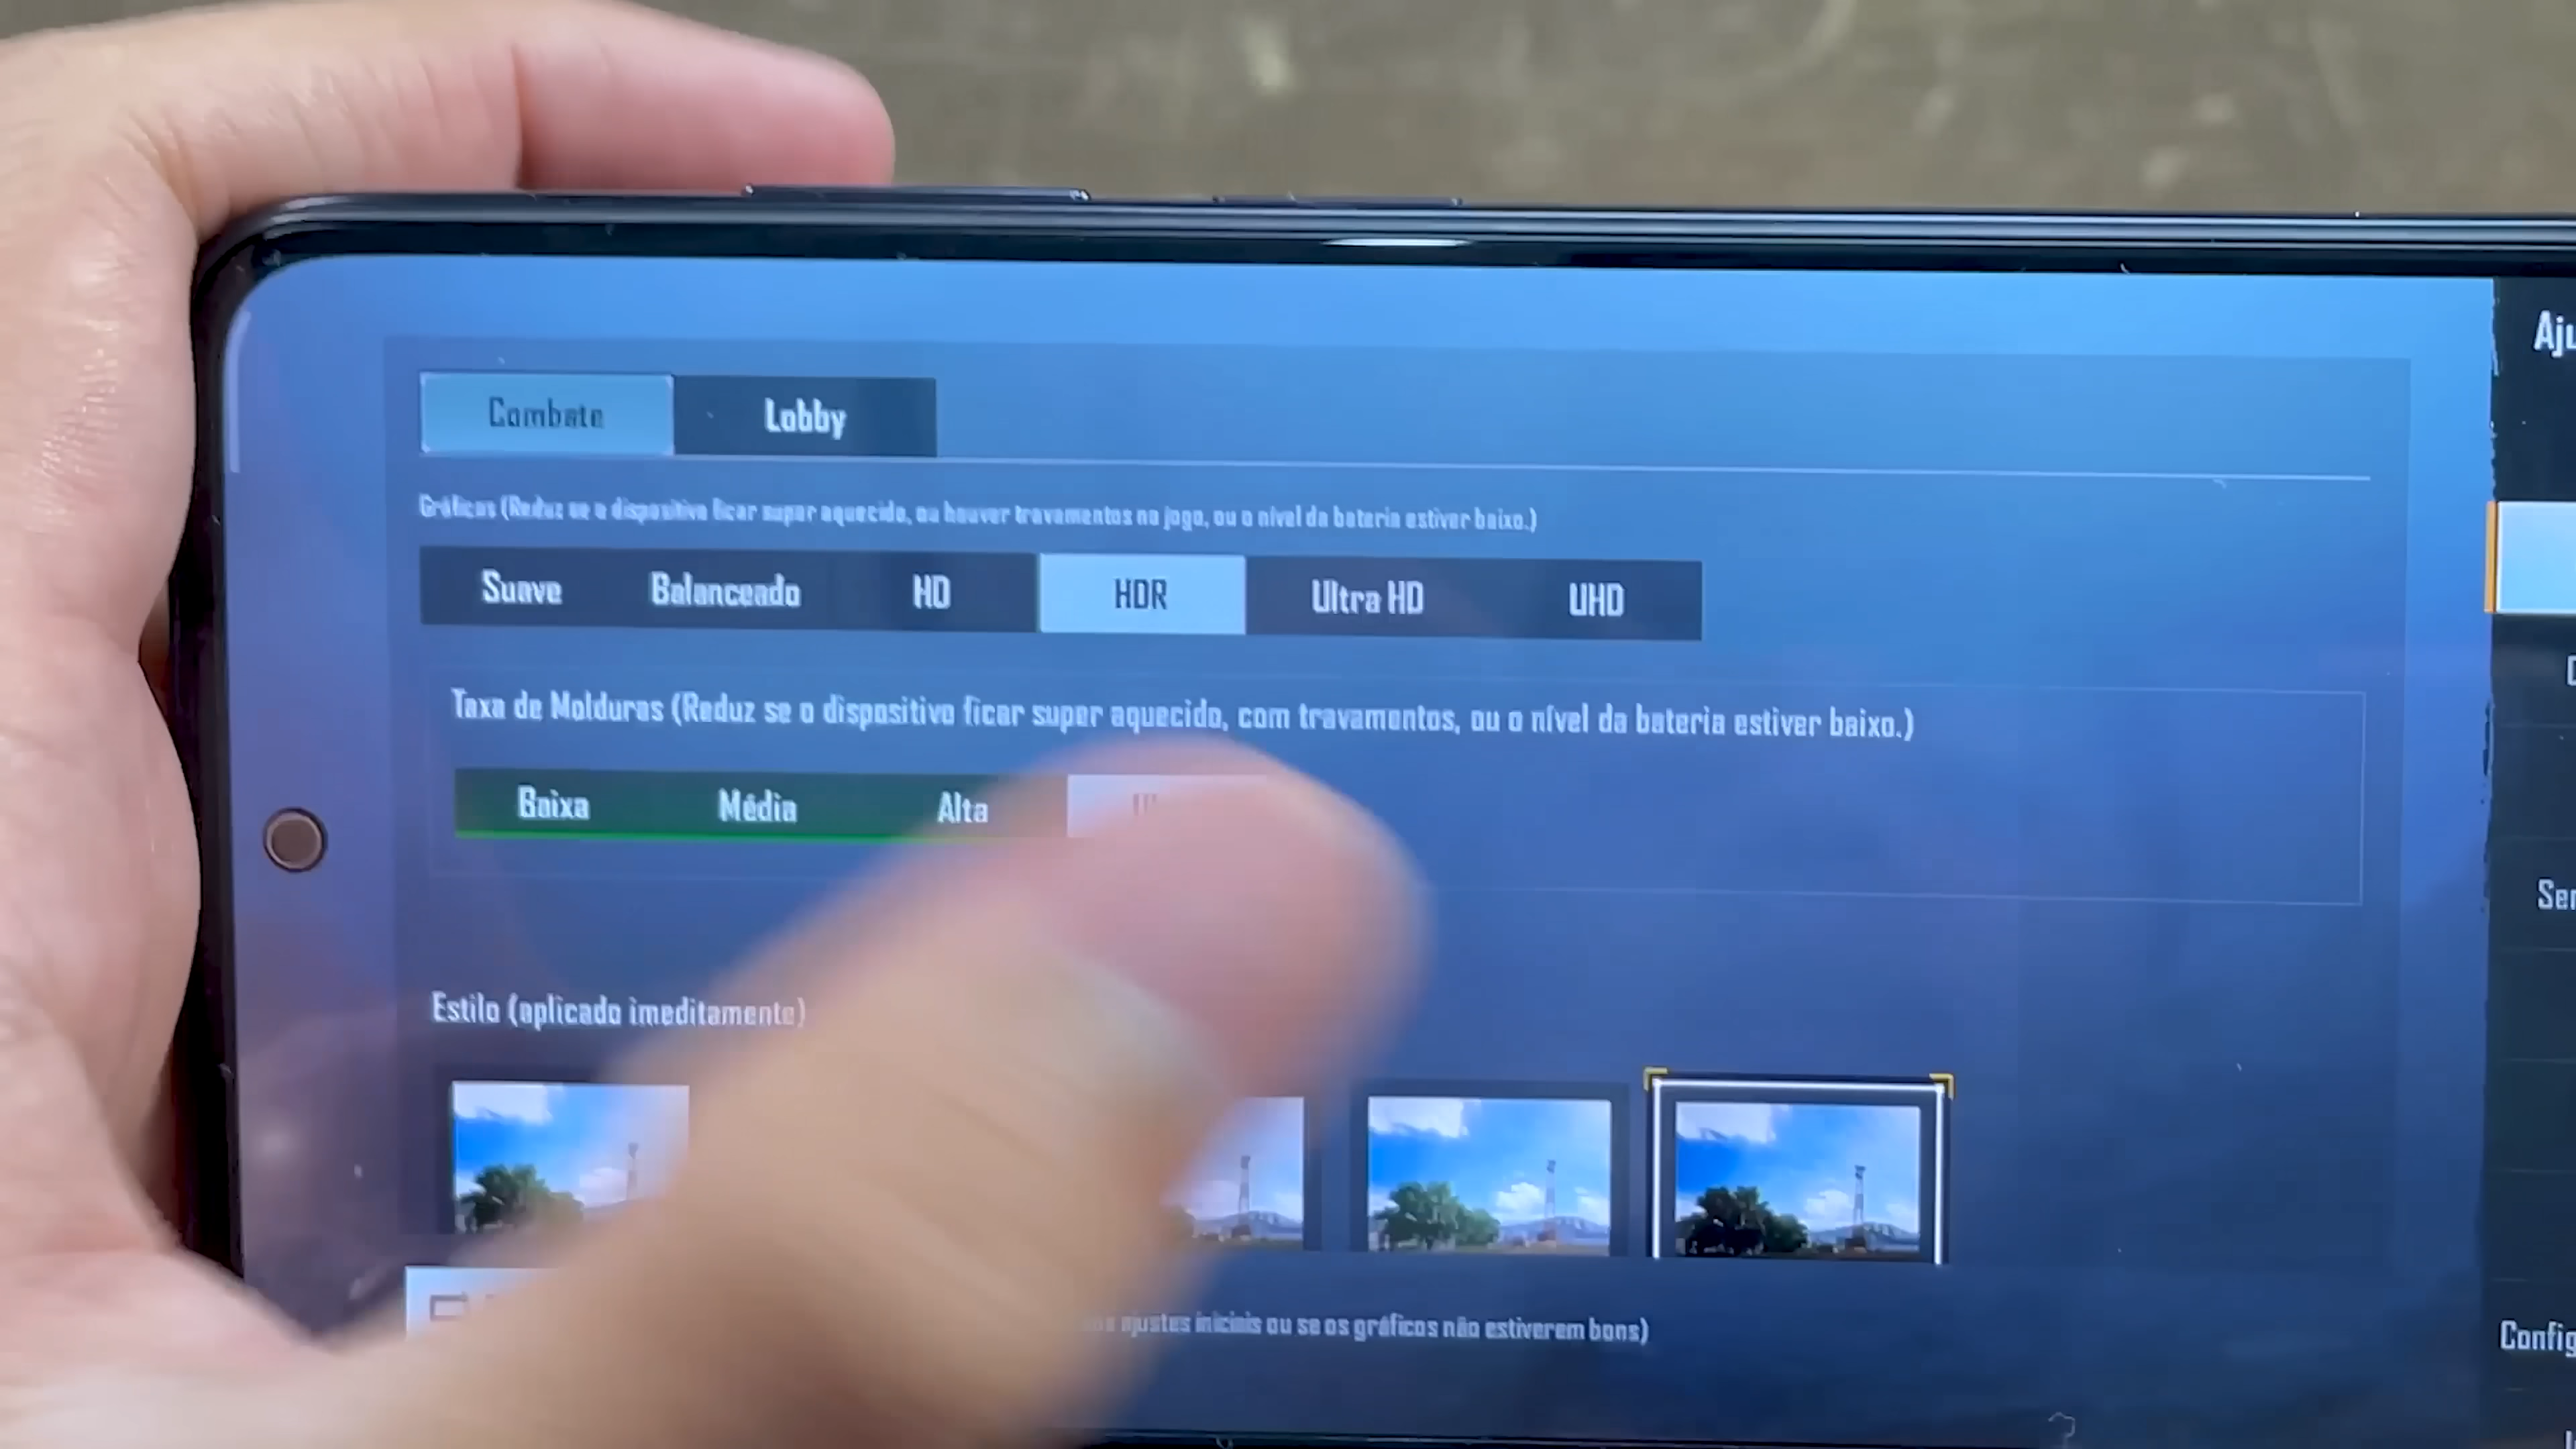 Combate Lobby
Gráficos (Reduz se o dispositivo ficar super aquecido, ou houver travamentos no jogo, ou o nível da bateria estiver baixo.)
Suave Balanceado HD HDR Ultra HD UHD
Taxa de Molduras (Reduz se o dispositivo ficar super aquecido, com travamentos, ou o nível da bateria estiver baixo.)
Baixa Média Alta
Estilo (aplicado imeditamente)
ajustes iniciais ou se os gráficos não estiverem bons)
Aju
Ser
Config